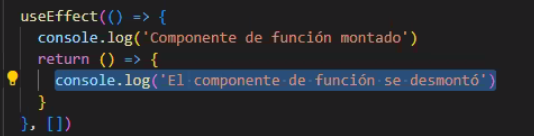 useEffect(() => {
console.log('Componente de función montado')
return () => {
console.log('El componente de función se desmontó')
}
}, [])